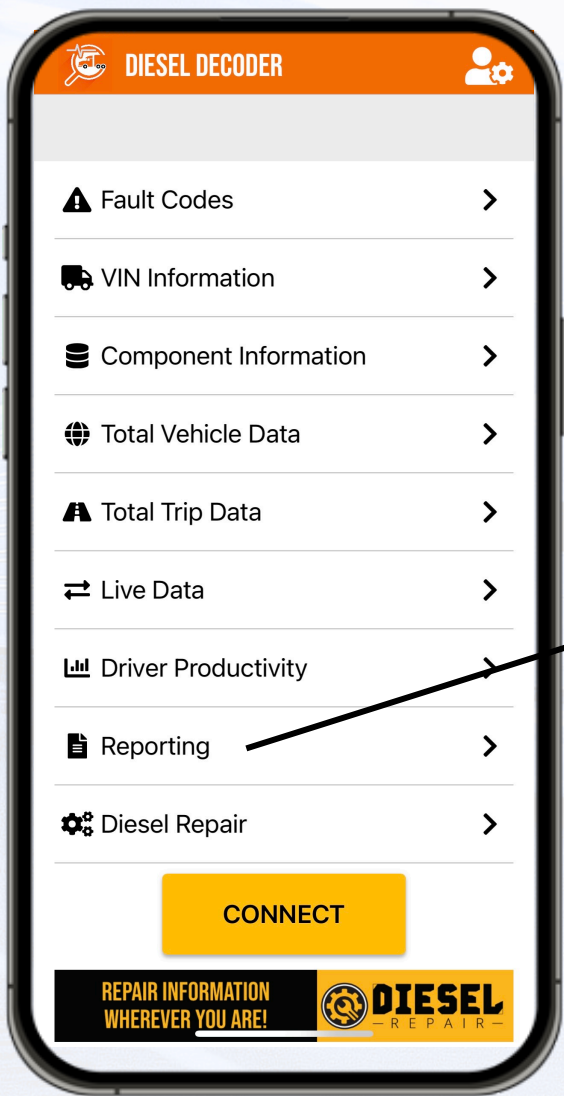 DIESEL DECODER
Fault Codes
VIN Information
Component Information
Total Vehicle Data
Total Trip Data
Live Data
Driver Productivity
Reporting
Diesel Repair
CONNECT
REPAIR INFORMATION
WHEREVER YOU ARE!
DIESEL
REPAIR